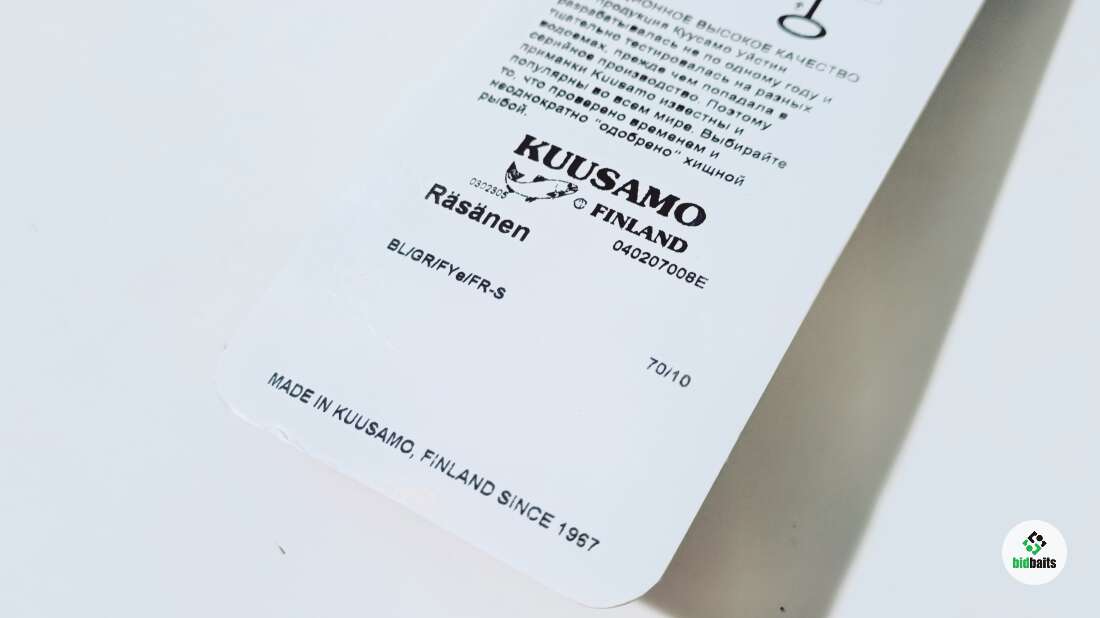 ИОННОЕ ВЫСОКОЕ КАЧЕСТВО
продукция Куусамо Уйстин
разрабатывалась не по одному году и
тщательно тестировалась на разных
водоемах, прежде чем попадала в
серийное производство. Поэтому
приманки Kuusamo известны и
популярны во всем мире. Выбирайте
то, что проверено временем и
неоднократно "одобрено" хищной
рыбой.
KUUSAMO
0302305
© FINLAND
Räsänen
040207008E
BL/GR/FYe/FR-S
70/10
MADE IN KUUSAMO, FINLAND SINCE 1967
bidbaits